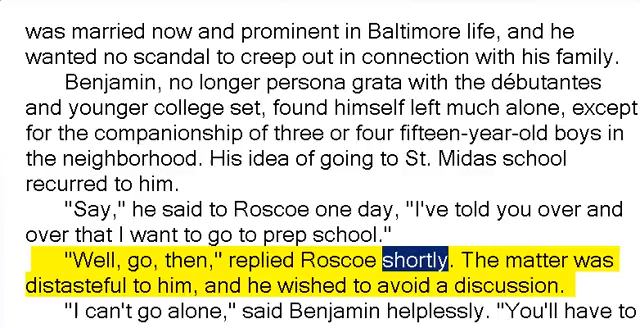 was married now and prominent in Baltimore life, and he
wanted no scandal to creep out in connection with his family.
Benjamin, no longer persona grata with the débutantes
and younger college set, found himself left much alone, except
for the companionship of three or four fifteen-year-old boys in
the neighborhood. His idea of going to St. Midas school
recurred to him.
"Say," he said to Roscoe one day, "I've told you over and
over that I want to go to prep school."
"Well, go, then," replied Roscoe shortly. The matter was
distasteful to him, and he wished to avoid a discussion.
"I can't go alone," said Benjamin helplessly. "You'll have to